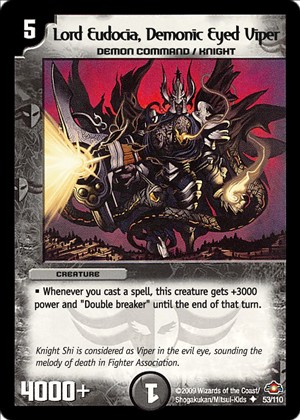 5
Lord Eudocia, Demonic Eyed Viper
DEMON COMMAND / KNIGHT
CREATURE
■ Whenever you cast a spell, this creature gets +3000
power and "Double breaker" until the end of that turn.
Knight Shi is considered as Viper in the evil eye, sounding the
melody of death in Fighter Association.
4000+
1
©2009 Wizards of the Coast/
Shogakukan/Mitsui-Kids ♦ 53/110